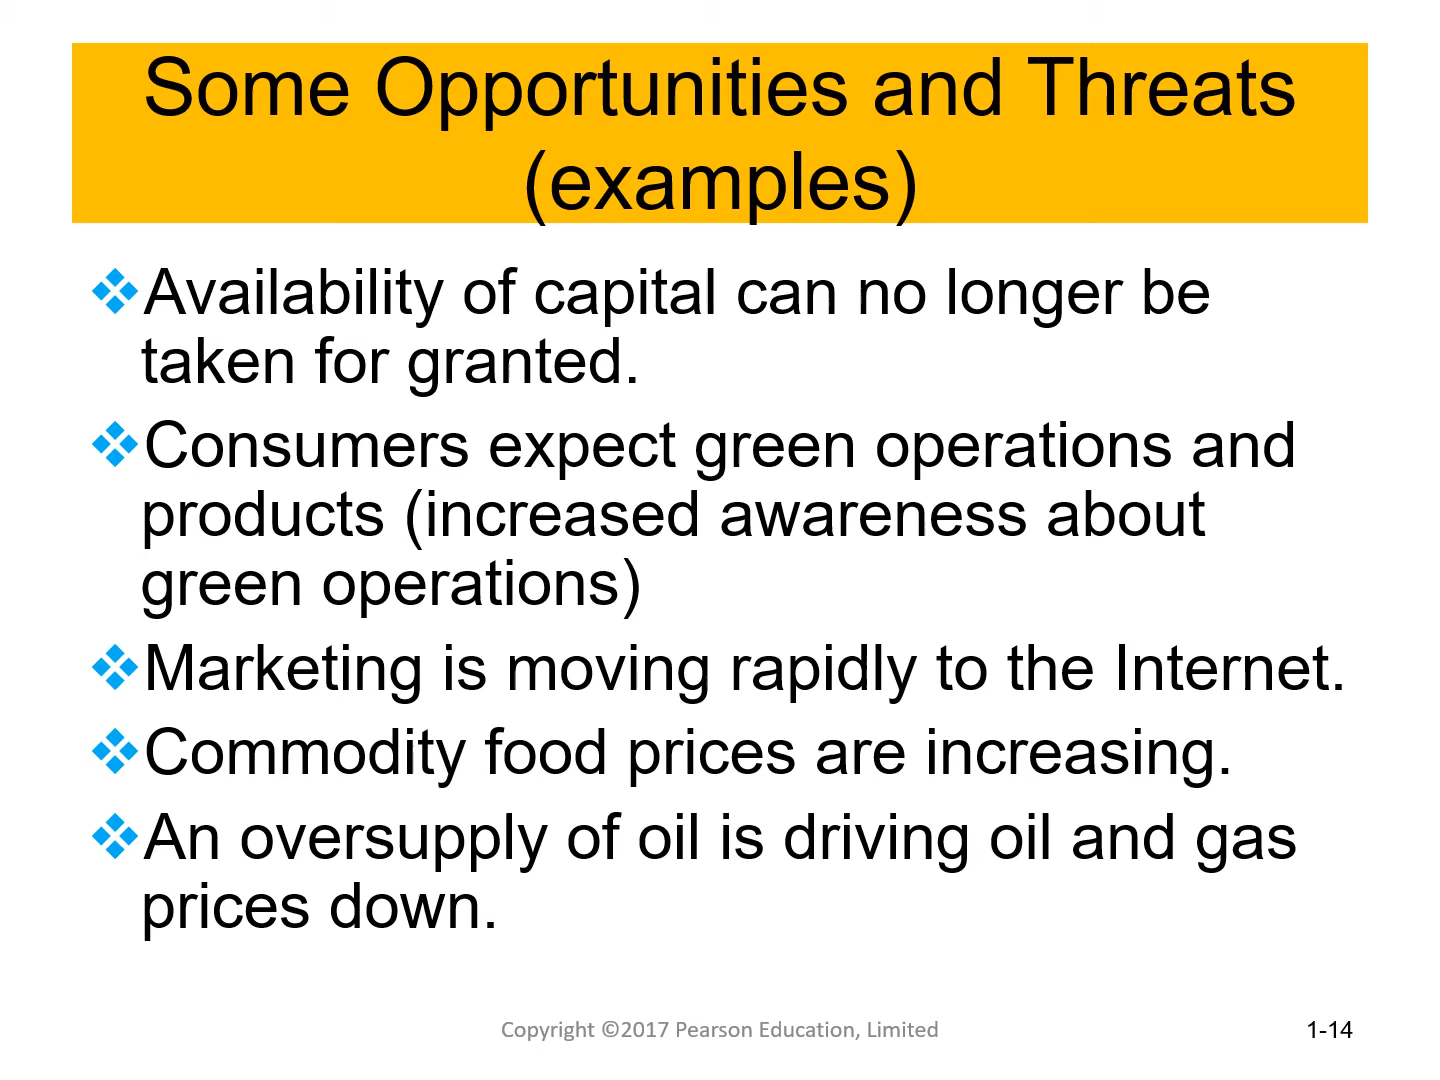 Some Opportunities and Threats
(examples)
Availability of capital can no longer be
taken for granted.
Consumers expect green operations and
products (increased awareness about
green operations)
Marketing is moving rapidly to the Internet.
Commodity food prices are increasing.
An oversupply of oil is driving oil and gas
prices down.
Copyright ©2017 Pearson Education, Limited
1-14